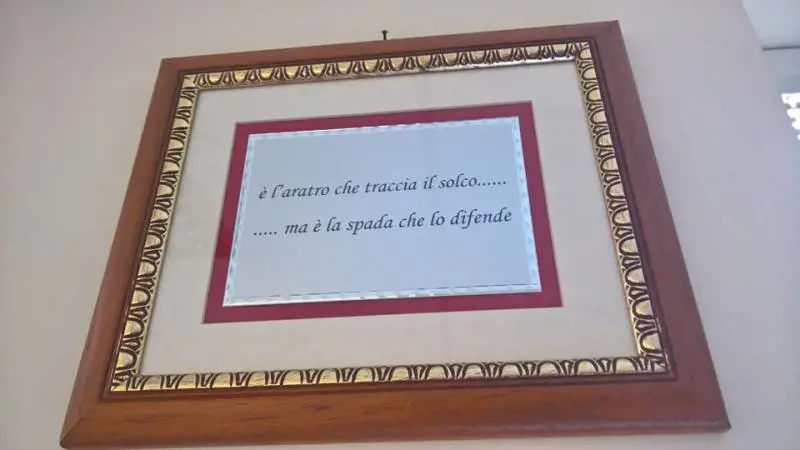 è l'aratro che traccia il solco......
..... ma è la spada che lo difende